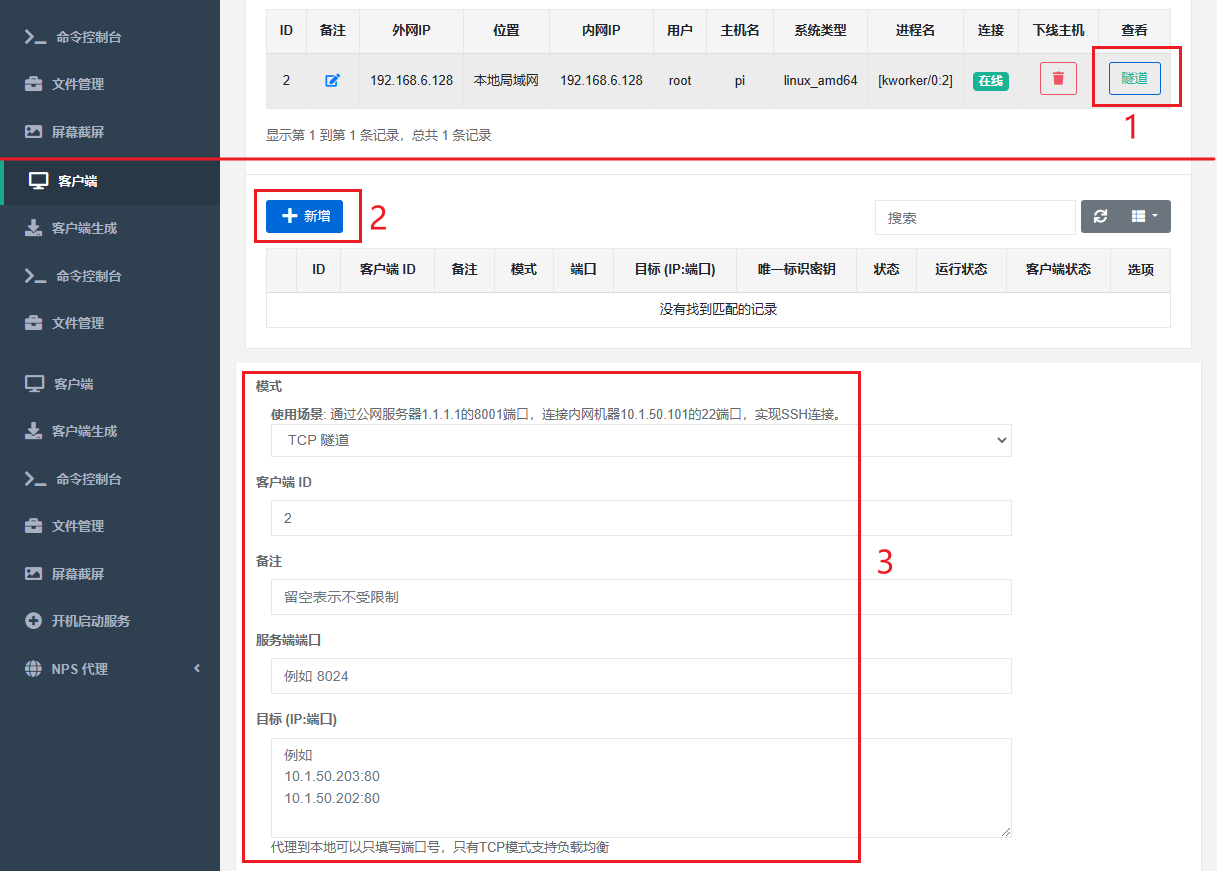 命令控制台
文件管理
屏幕截屏
客户端
客户端生成
命令控制台
文件管理
客户端
客户端生成
命令控制台
文件管理
屏幕截屏
开机启动服务
NPS 代理
ID 备注 外网IP 位置 内网IP 用户 主机名 系统类型 进程名 连接 下线主机 查看
2 192.168.6.128 本地局域网 192.168.6.128 root pi linux_amd64 [kworker/0:2] 在线 隧道
1
显示第 1 到第 1 条记录，总共 1 条记录
新增 2 搜索
ID 客户端 ID 备注 模式 端口 目标 (IP:端口) 唯一标识密钥 状态 运行状态 客户端状态 选项
没有找到匹配的记录
模式
使用场景: 通过公网服务器1.1.1.1的8001端口，连接内网机器10.1.50.101的22端口，实现SSH连接。
TCP 隧道
客户端 ID
2
备注
3
留空表示不受限制
服务端端口
例如 8024
目标 (IP:端口)
例如
10.1.50.203:80
10.1.50.202:80
代理到本地可以只填写端口号，只有TCP模式支持负载均衡